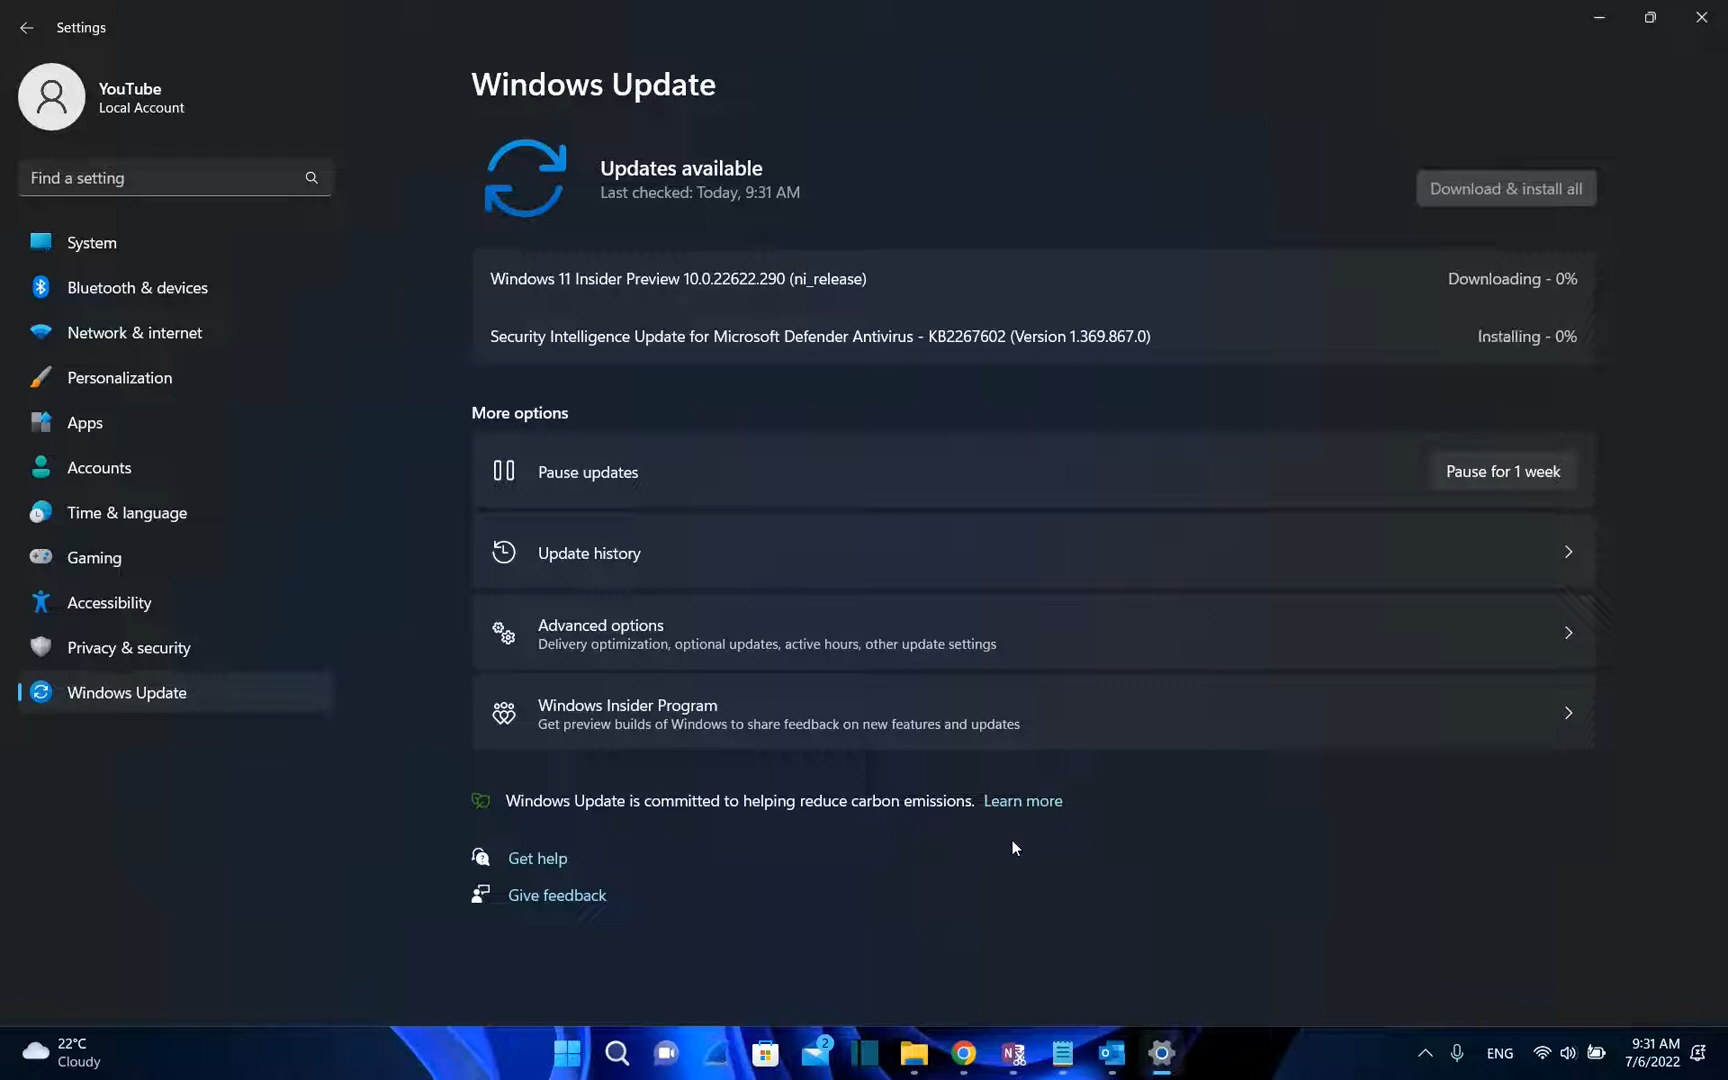 Settings
YouTube
Local Account
Find a setting
System
Bluetooth & devices
Network & internet
Personalization
Apps
Accounts
Time & language
Gaming
Accessibility
Privacy & security
Windows Update
Windows Update
Updates available
Last checked: Today, 9:31 AM
Download & install all
Windows 11 Insider Preview 10.0.22622.290 (ni_release)
Downloading - 0%
Security Intelligence Update for Microsoft Defender Antivirus - KB2267602 (Version 1.369.867.0)
Installing - 0%
More options
Pause updates
Pause for 1 week
Update history
Advanced options
Delivery optimization, optional updates, active hours, other update settings
Windows Insider Program
Get preview builds of Windows to share feedback on new features and updates
Windows Update is committed to helping reduce carbon emissions. Learn more
Get help
Give feedback
22°C
Cloudy
2
ENG
9:31 AM
7/6/2022